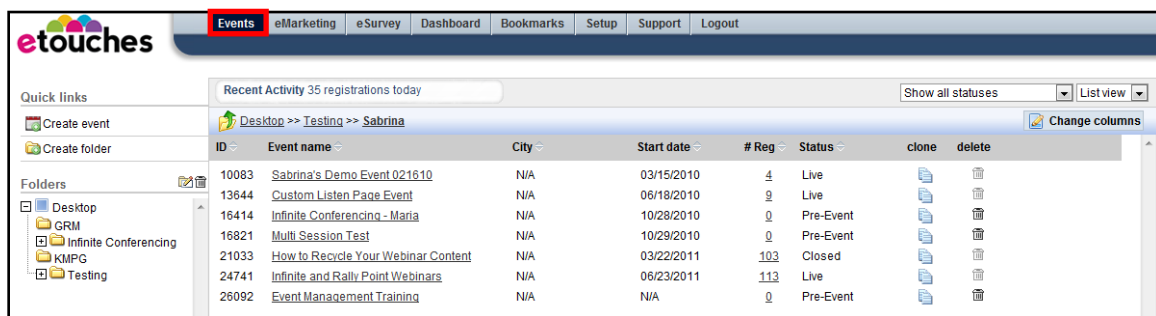 Events eMarketing eSurvey Dashboard Bookmarks Setup Support Logout
etouches
Quick links
Create event
Create folder
Folders
Desktop
GRM
Infinite Conferencing
KMPG
Testing
Recent Activity 35 registrations today
Show all statuses List view
Desktop >> Testing >> Sabrina Change columns
ID Event name City Start date # Reg Status clone delete
10083 Sabrina's Demo Event 021610 N/A 03/15/2010 4 Live
13644 Custom Listen Page Event N/A 06/18/2010 9 Live
16414 Infinite Conferencing - Maria N/A 10/28/2010 0 Pre-Event
16821 Multi Session Test N/A 10/29/2010 0 Pre-Event
21033 How to Recycle Your Webinar Content N/A 03/22/2011 103 Closed
24741 Infinite and Rally Point Webinars N/A 06/23/2011 113 Live
26092 Event Management Training N/A N/A 0 Pre-Event